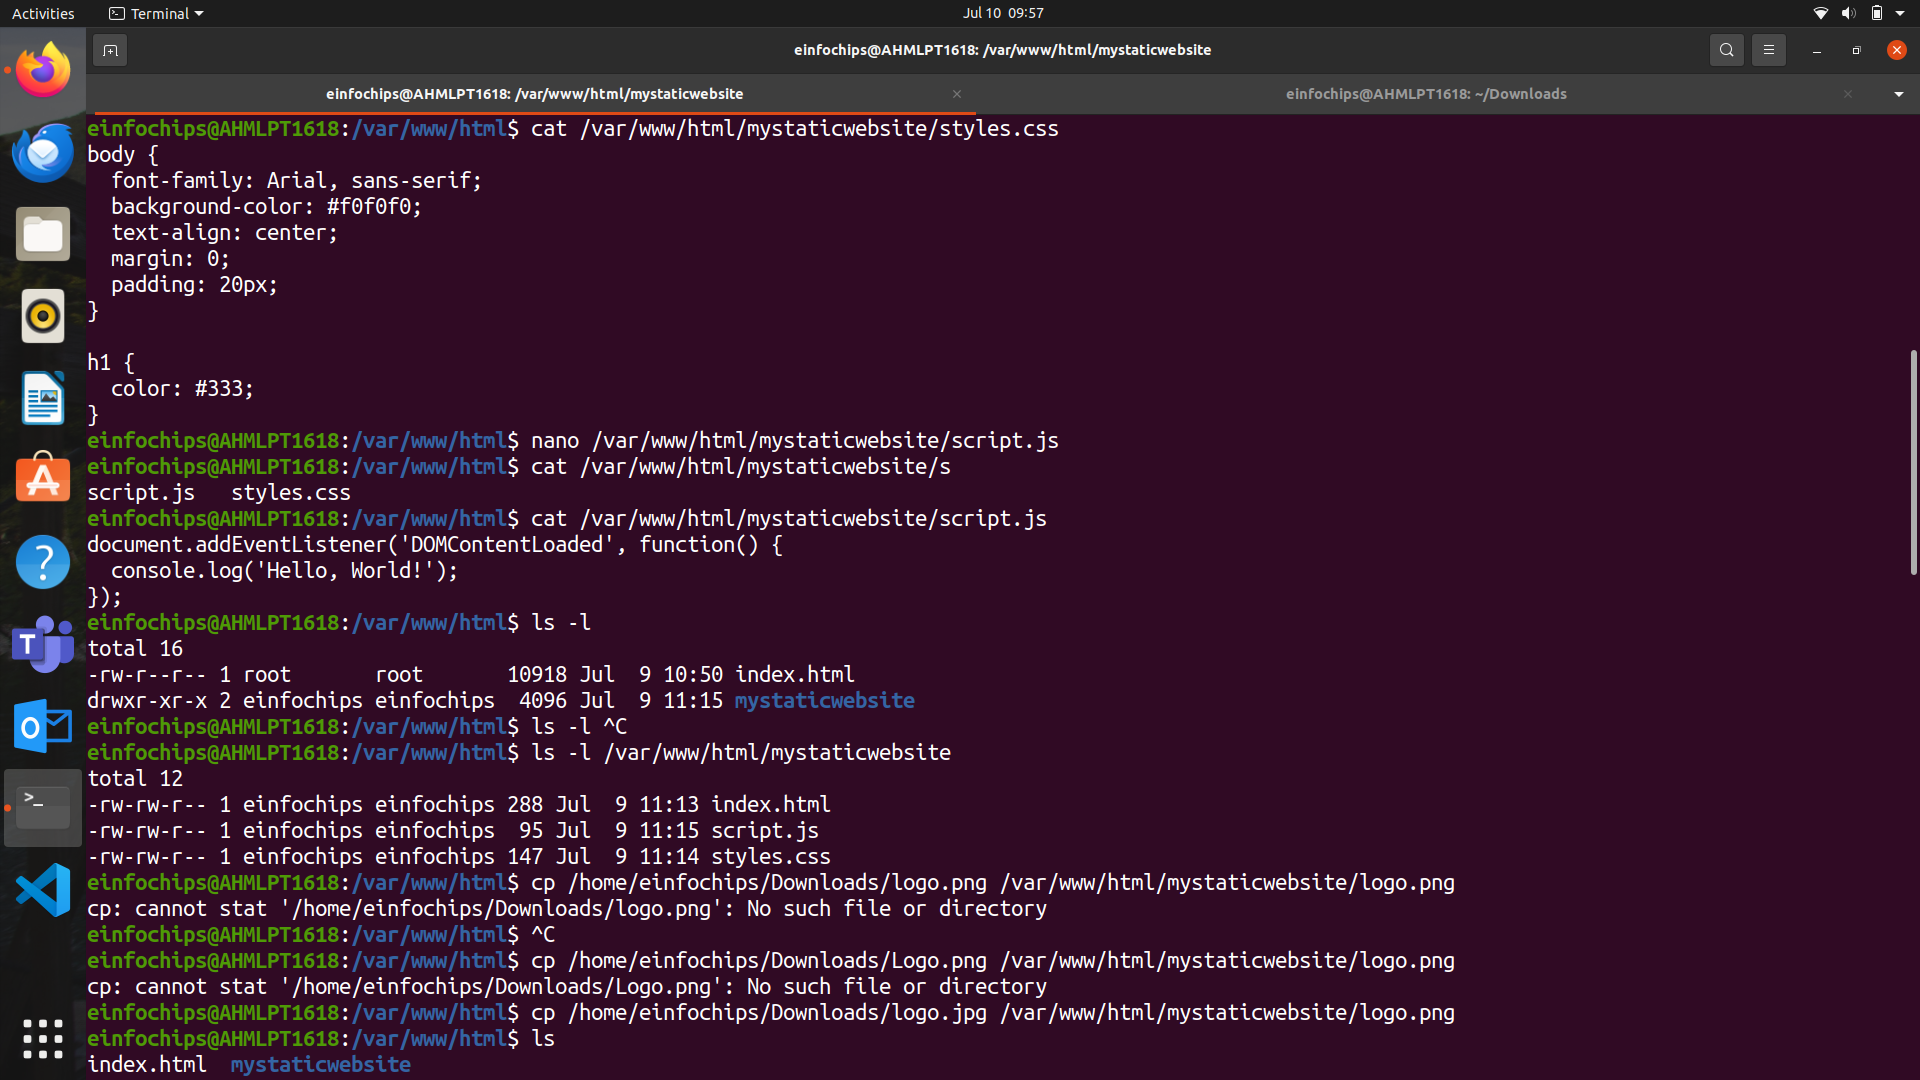 Activities
Terminal
Jul 10 09:57
einfochips@AHMLPT1618: /var/www/html/mystaticwebsite
einfochips@AHMLPT1618: /var/www/html/mystaticwebsite
einfochips@AHMLPT1618: ~/Downloads
einfochips@AHMLPT1618:/var/www/html$ cat /var/www/html/mystaticwebsite/styles.css
body {
  font-family: Arial, sans-serif;
  background-color: #f0f0f0;
  text-align: center;
  margin: 0;
  padding: 20px;
}

h1 {
  color: #333;
}
einfochips@AHMLPT1618:/var/www/html$ nano /var/www/html/mystaticwebsite/script.js
einfochips@AHMLPT1618:/var/www/html$ cat /var/www/html/mystaticwebsite/s
script.js   styles.css
einfochips@AHMLPT1618:/var/www/html$ cat /var/www/html/mystaticwebsite/script.js
document.addEventListener('DOMContentLoaded', function() {
  console.log('Hello, World!');
});
einfochips@AHMLPT1618:/var/www/html$ ls -l
total 16
-rw-r--r-- 1 root       root       10918 Jul  9 10:50 index.html
drwxr-xr-x 2 einfochips einfochips  4096 Jul  9 11:15 mystaticwebsite
einfochips@AHMLPT1618:/var/www/html$ ls -l ^C
einfochips@AHMLPT1618:/var/www/html$ ls -l /var/www/html/mystaticwebsite
total 12
-rw-rw-r-- 1 einfochips einfochips 288 Jul  9 11:13 index.html
-rw-rw-r-- 1 einfochips einfochips  95 Jul  9 11:15 script.js
-rw-rw-r-- 1 einfochips einfochips 147 Jul  9 11:14 styles.css
einfochips@AHMLPT1618:/var/www/html$ cp /home/einfochips/Downloads/logo.png /var/www/html/mystaticwebsite/logo.png
cp: cannot stat '/home/einfochips/Downloads/logo.png': No such file or directory
einfochips@AHMLPT1618:/var/www/html$ ^C
einfochips@AHMLPT1618:/var/www/html$ cp /home/einfochips/Downloads/Logo.png /var/www/html/mystaticwebsite/logo.png
cp: cannot stat '/home/einfochips/Downloads/Logo.png': No such file or directory
einfochips@AHMLPT1618:/var/www/html$ cp /home/einfochips/Downloads/logo.jpg /var/www/html/mystaticwebsite/logo.png
einfochips@AHMLPT1618:/var/www/html$ ls
index.html  mystaticwebsite